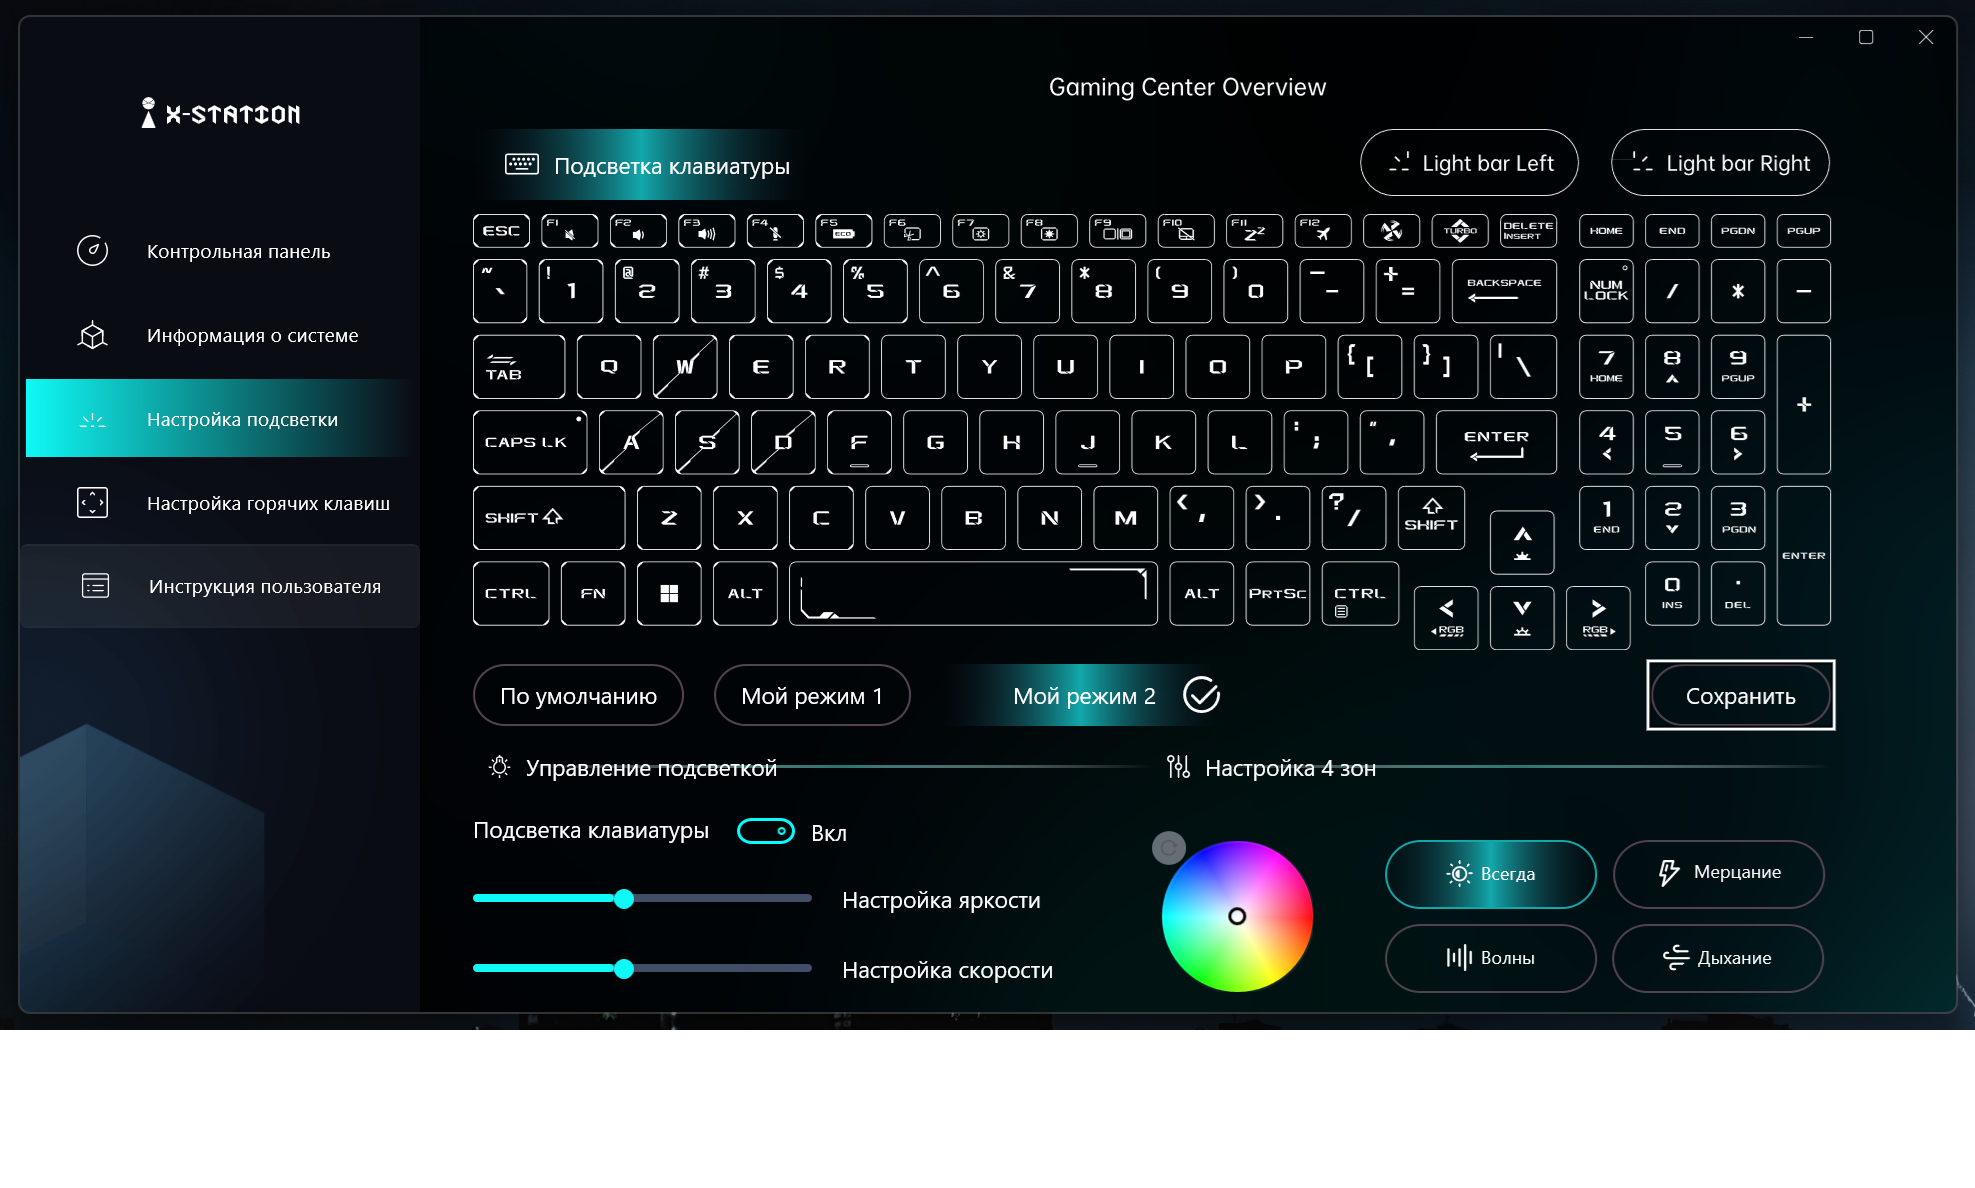 Gaming Center Overview
X-STATION
Контрольная панель
Информация о системе
Настройка подсветки
Настройка горячих клавиш
Инструкция пользователя
Подсветка клавиатуры
Light bar Left
Light bar Right
ESC F1 F2 F3 F4 F5 ECO F6 F7 F8 F9 F10 F11 Zz F12 TURBO DELETE INSERT HOME END PGDN PGUP
~ ` ! 1 @ 2 # 3 $ 4 % 5 ^ 6 & 7 * 8 ( 9 ) 0 – - + = BACKSPACE NUM LOCK / * –
TAB Q W E R T Y U I O P { [ } ] | \ 7 HOME 8 9 PGUP +
CAPS LK A S D F G H J K L : ; " ' ENTER 4 < 5 6 >
SHIFT Z X C V B N M < , > . ? / SHIFT 1 END 2 3 PGDN ENTER
CTRL FN ALT ALT PRTSC CTRL < RGB > RGB 0 INS . DEL
По умолчанию
Мой режим 1
Мой режим 2
Сохранить
Управление подсветкой
Настройка 4 зон
Подсветка клавиатуры
Вкл
Настройка яркости
Настройка скорости
Всегда
Мерцание
Волны
Дыхание